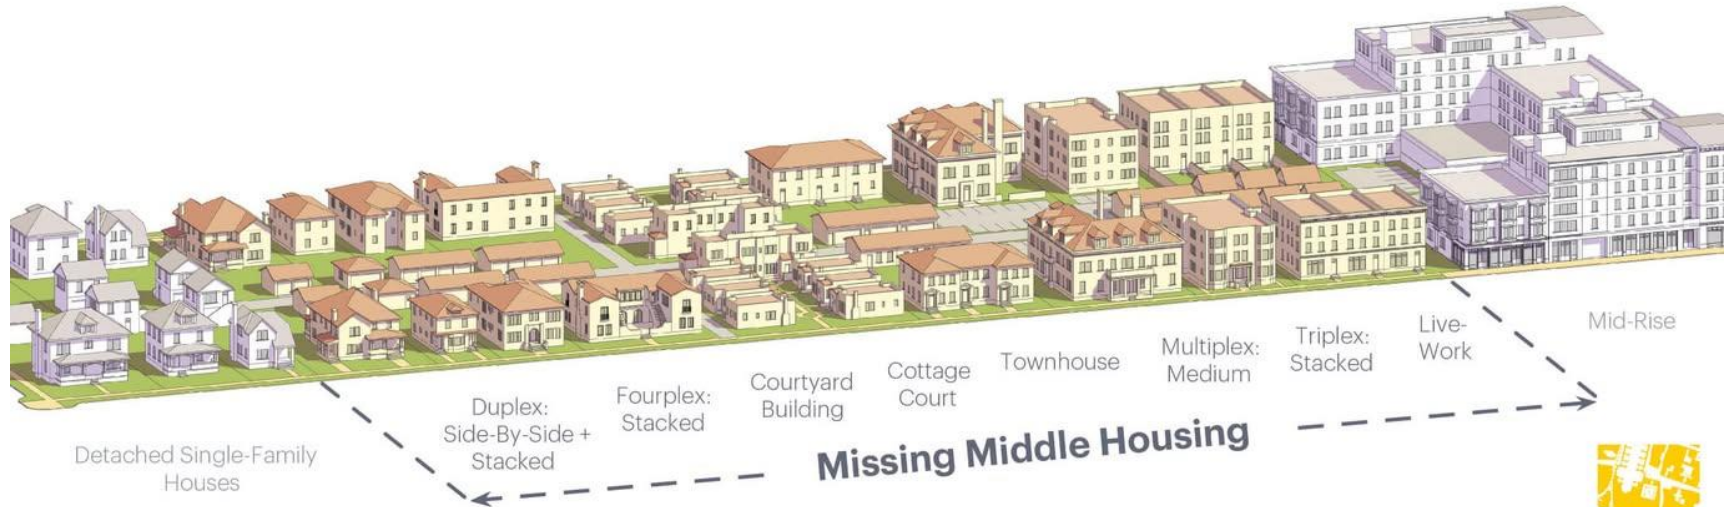 Detached Single-Family
Houses
Duplex:
Side-By-Side +
Stacked
Fourplex:
Stacked
Courtyard
Building
Cottage
Court
Townhouse
Multiplex:
Medium
Triplex:
Stacked
Live-
Work
Mid-Rise
Missing Middle Housing